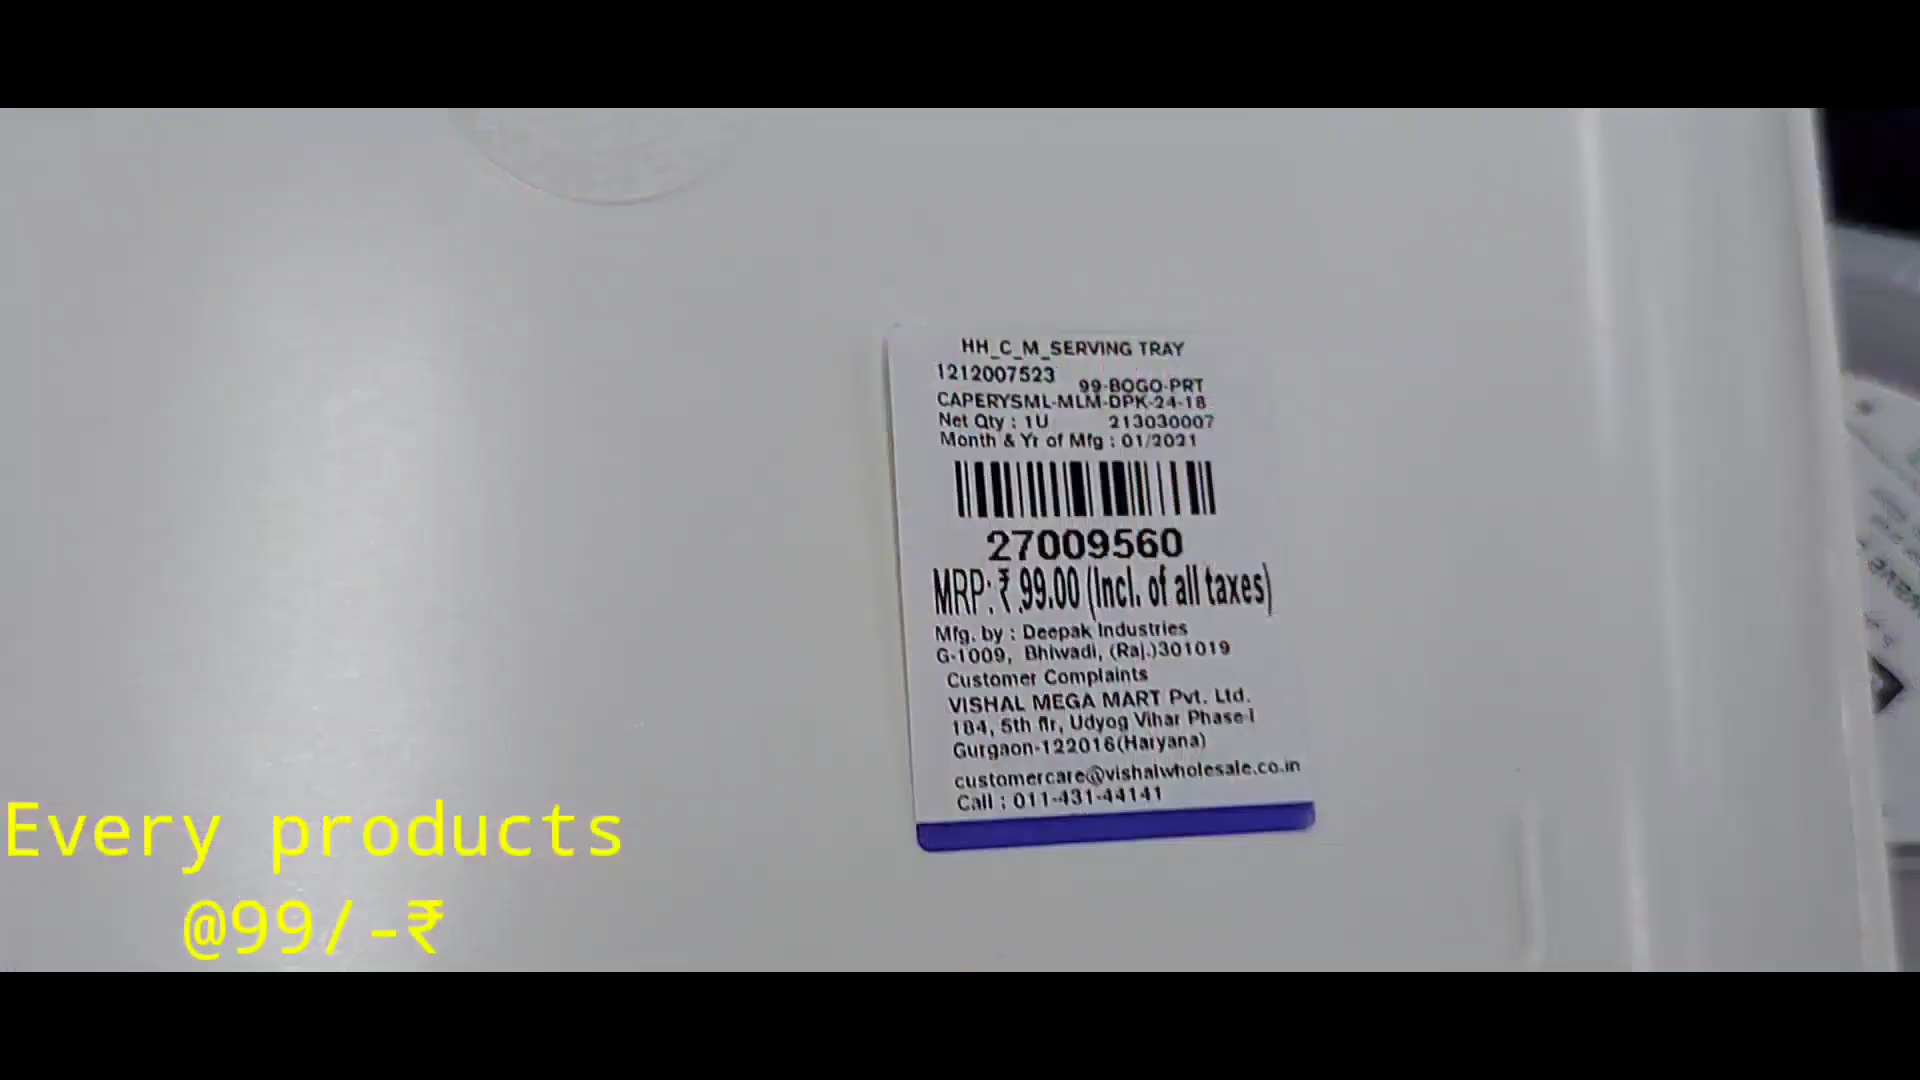 HH_C_M_SERVING TRAY
1212007523
99-BOGO-PRT
CAPERYSML-MLM-DPK-24-18
Net Qty : 1U 213030007
Month & Yr of Mfg : 01/2021
27009560
MRP: ₹.99.00 (Incl. of all taxes)
Mfg. by : Deepak Industries
G-1009, Bhiwadi, (Raj.)301019
Customer Complaints
VISHAL MEGA MART Pvt. Ltd.
184, 5th flr, Udyog Vihar Phase-I
Gurgaon-122016(Haryana)
customercare@vishalwholesale.co.in
Call : 011-431-44141
Every products
@99/-₹